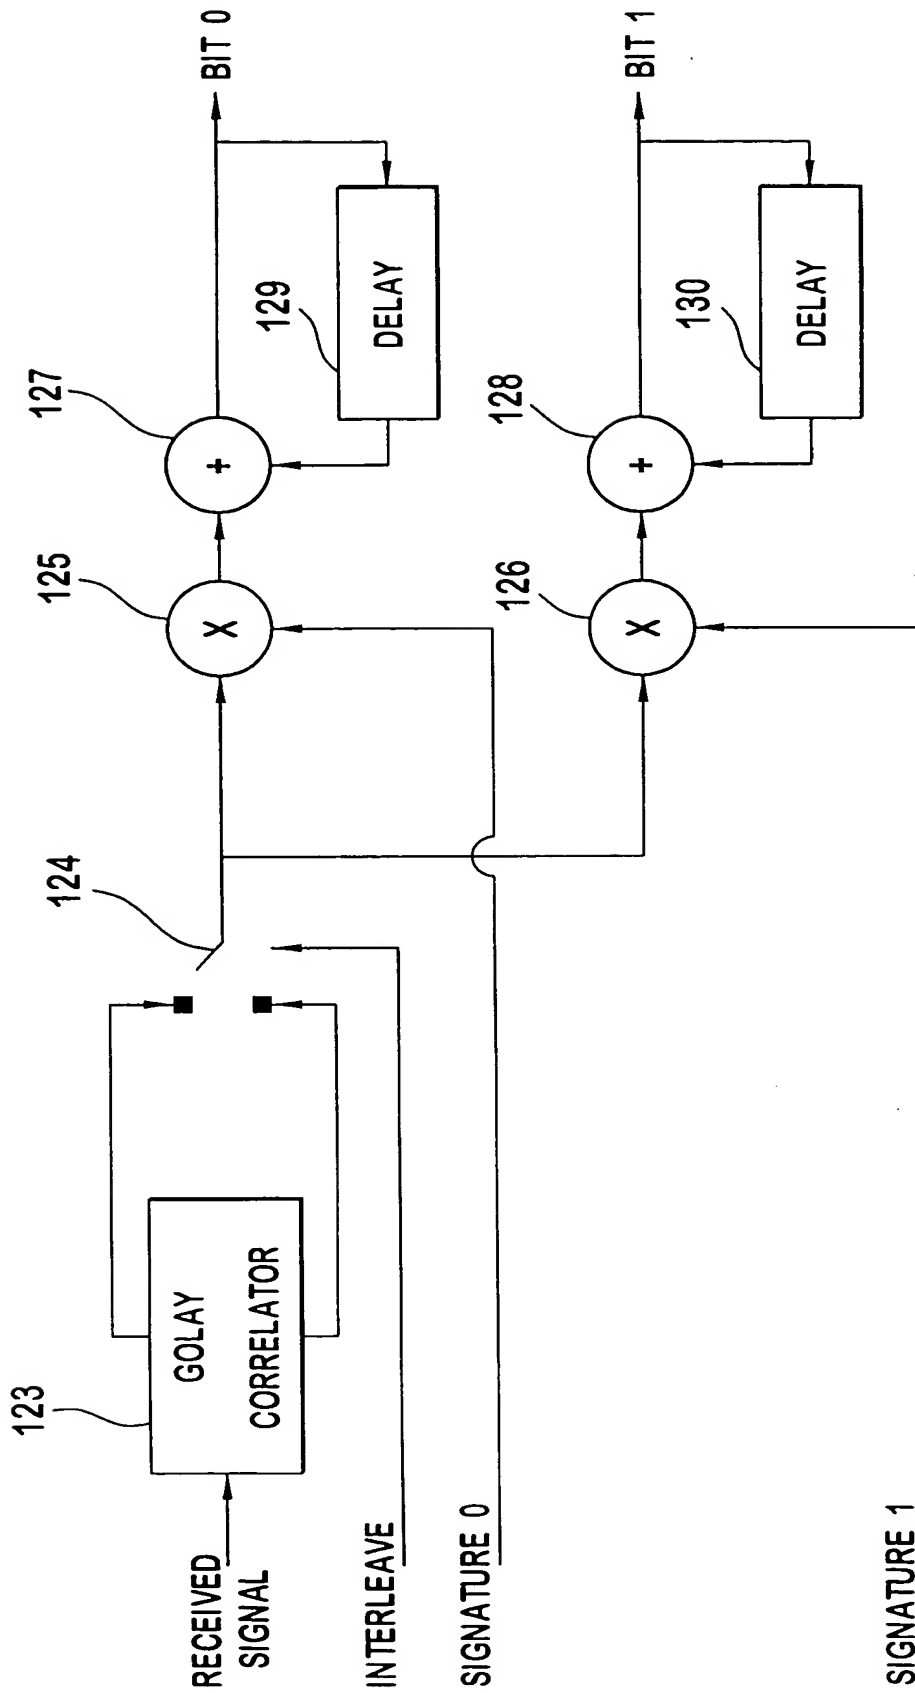 123
GOLAY
CORRELATOR
RECEIVED
SIGNAL
124
INTERLEAVE
SIGNATURE 0
SIGNATURE 1
125
X
127
+
129
DELAY
BIT 0
126
X
128
+
130
DELAY
BIT 1